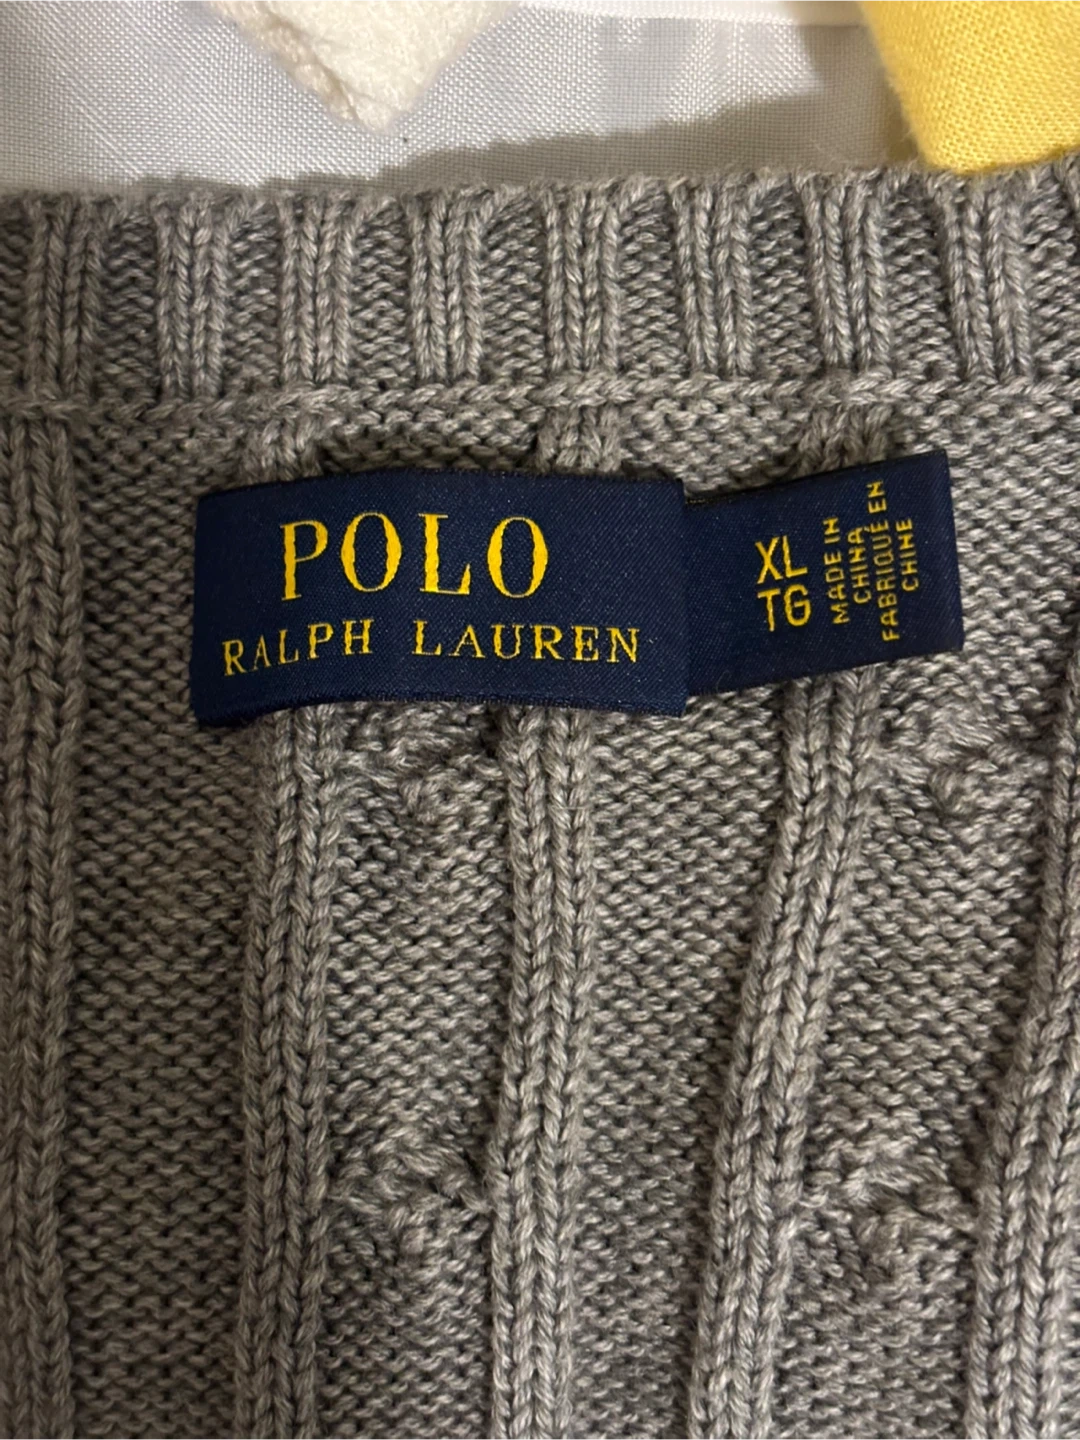 POLO
RALPH LAUREN
XL
TG
MADE IN
CHINA
FABRIQUÉ EN
CHINE